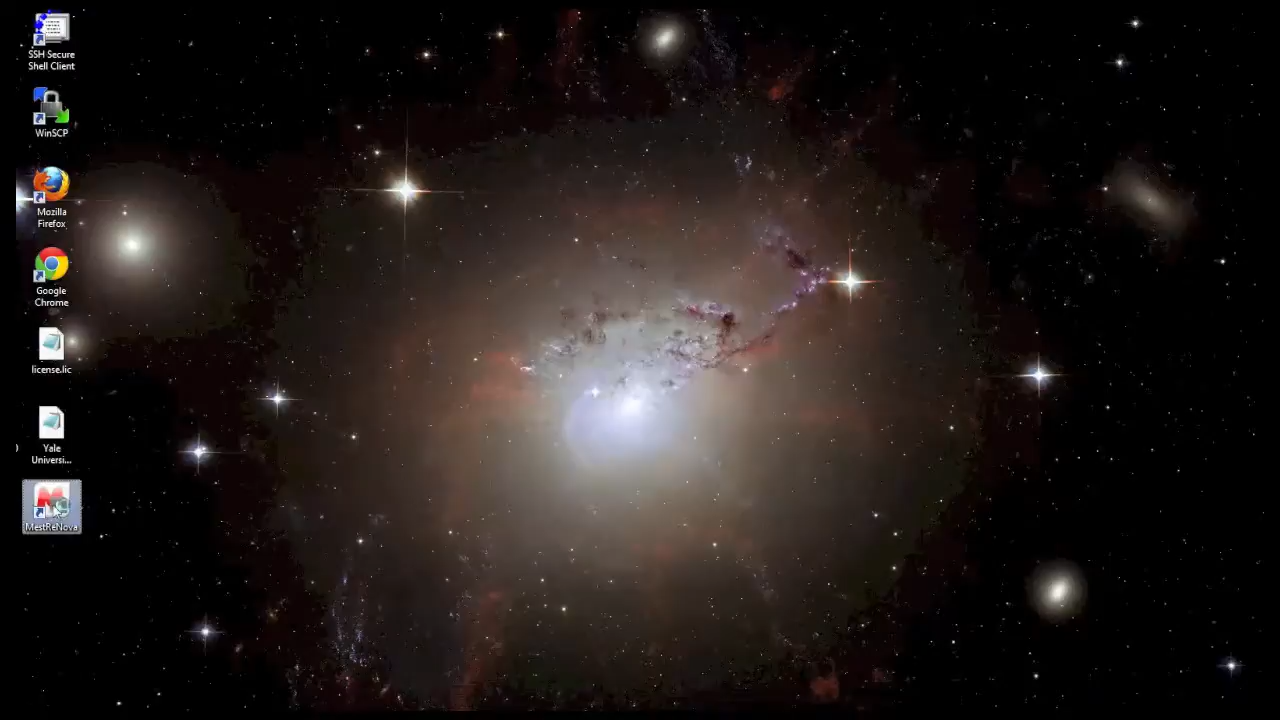 SSH Secure
Shell Client
WinSCP
Mozilla
Firefox
Google
Chrome
license.lic
Yale
Universi...
MestReNova